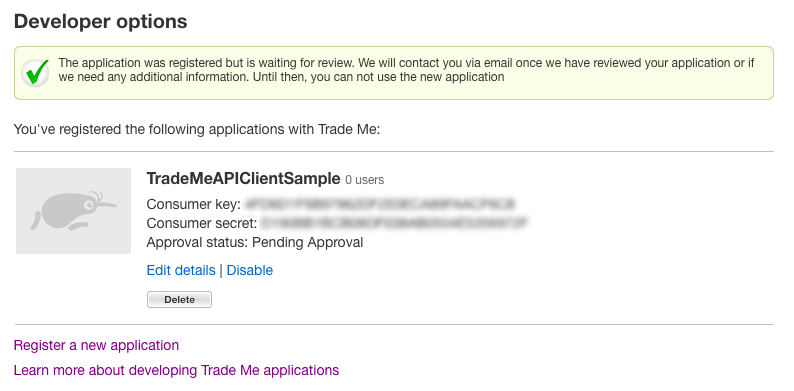 Developer options
The application was registered but is waiting for review. We will contact you via email once we have reviewed your application or if
we need any additional information. Until then, you can not use the new application
You've registered the following applications with Trade Me:
TradeMeAPIClientSample 0 users
Consumer key:
Consumer secret:
Approval status: Pending Approval
Edit details | Disable
Delete
Register a new application
Learn more about developing Trade Me applications